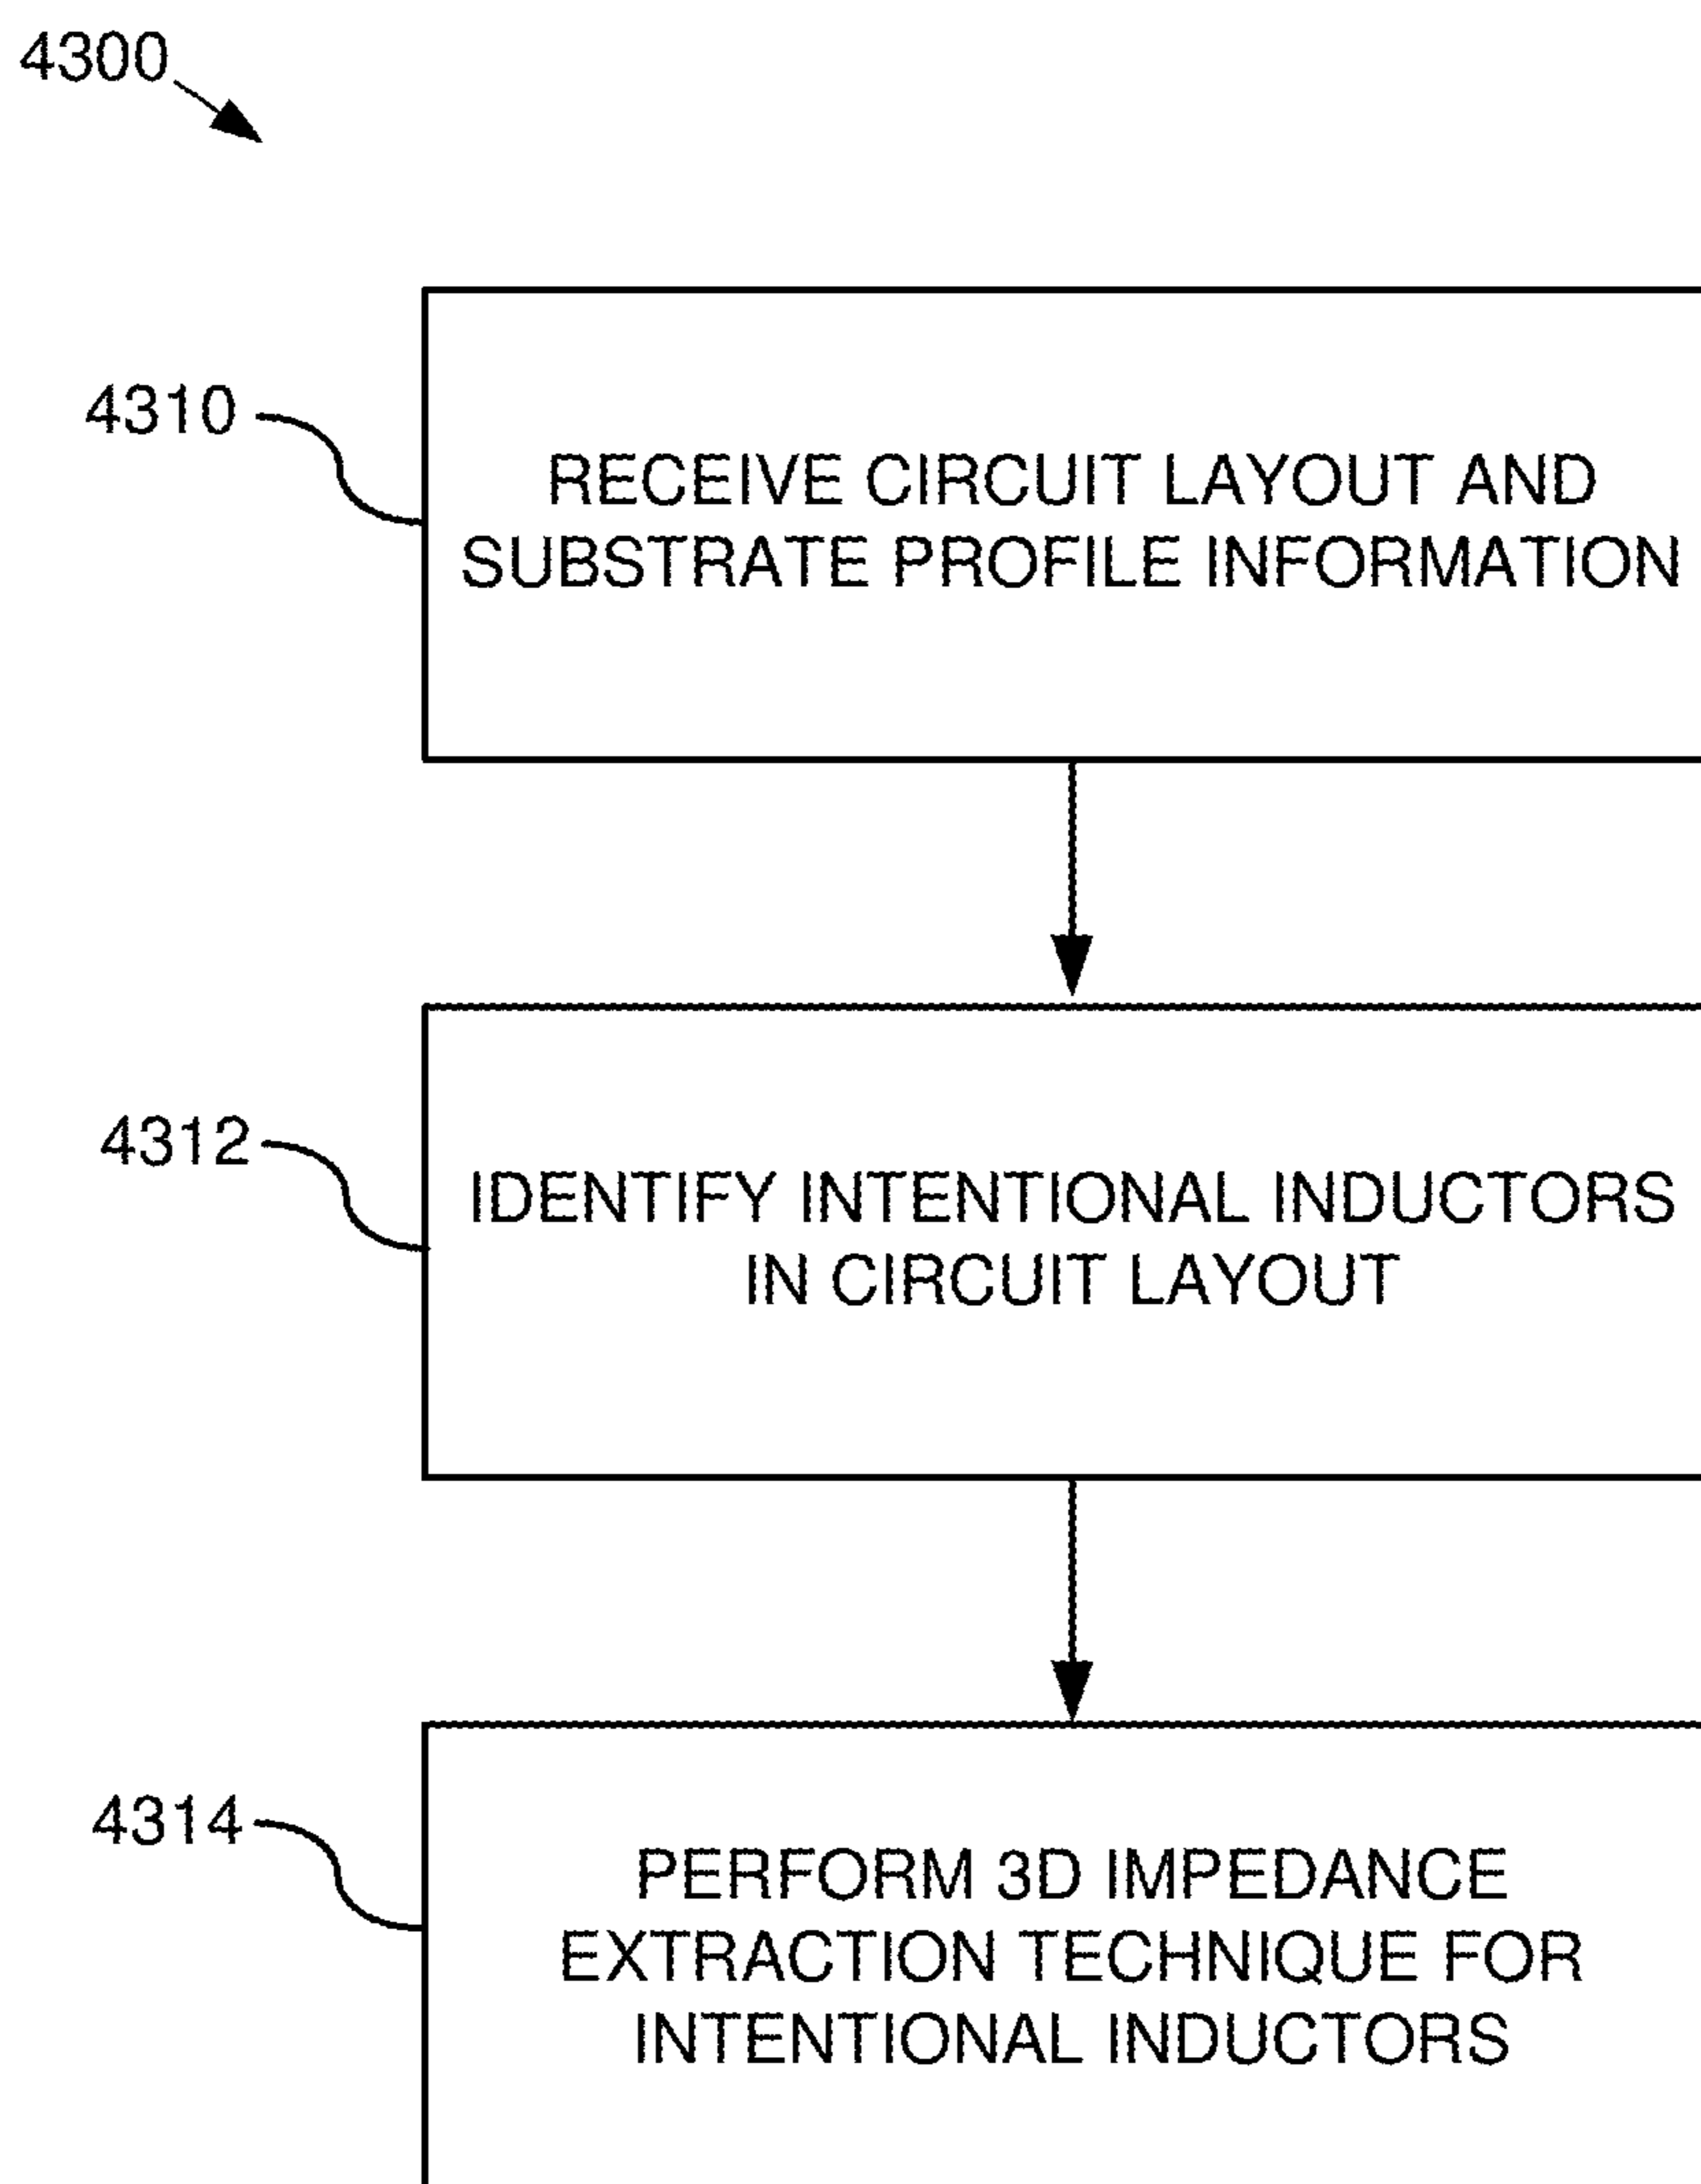 4300
4310
RECEIVE CIRCUIT LAYOUT AND
SUBSTRATE PROFILE INFORMATION
4312
IDENTIFY INTENTIONAL INDUCTORS
IN CIRCUIT LAYOUT
4314
PERFORM 3D IMPEDANCE
EXTRACTION TECHNIQUE FOR
INTENTIONAL INDUCTORS